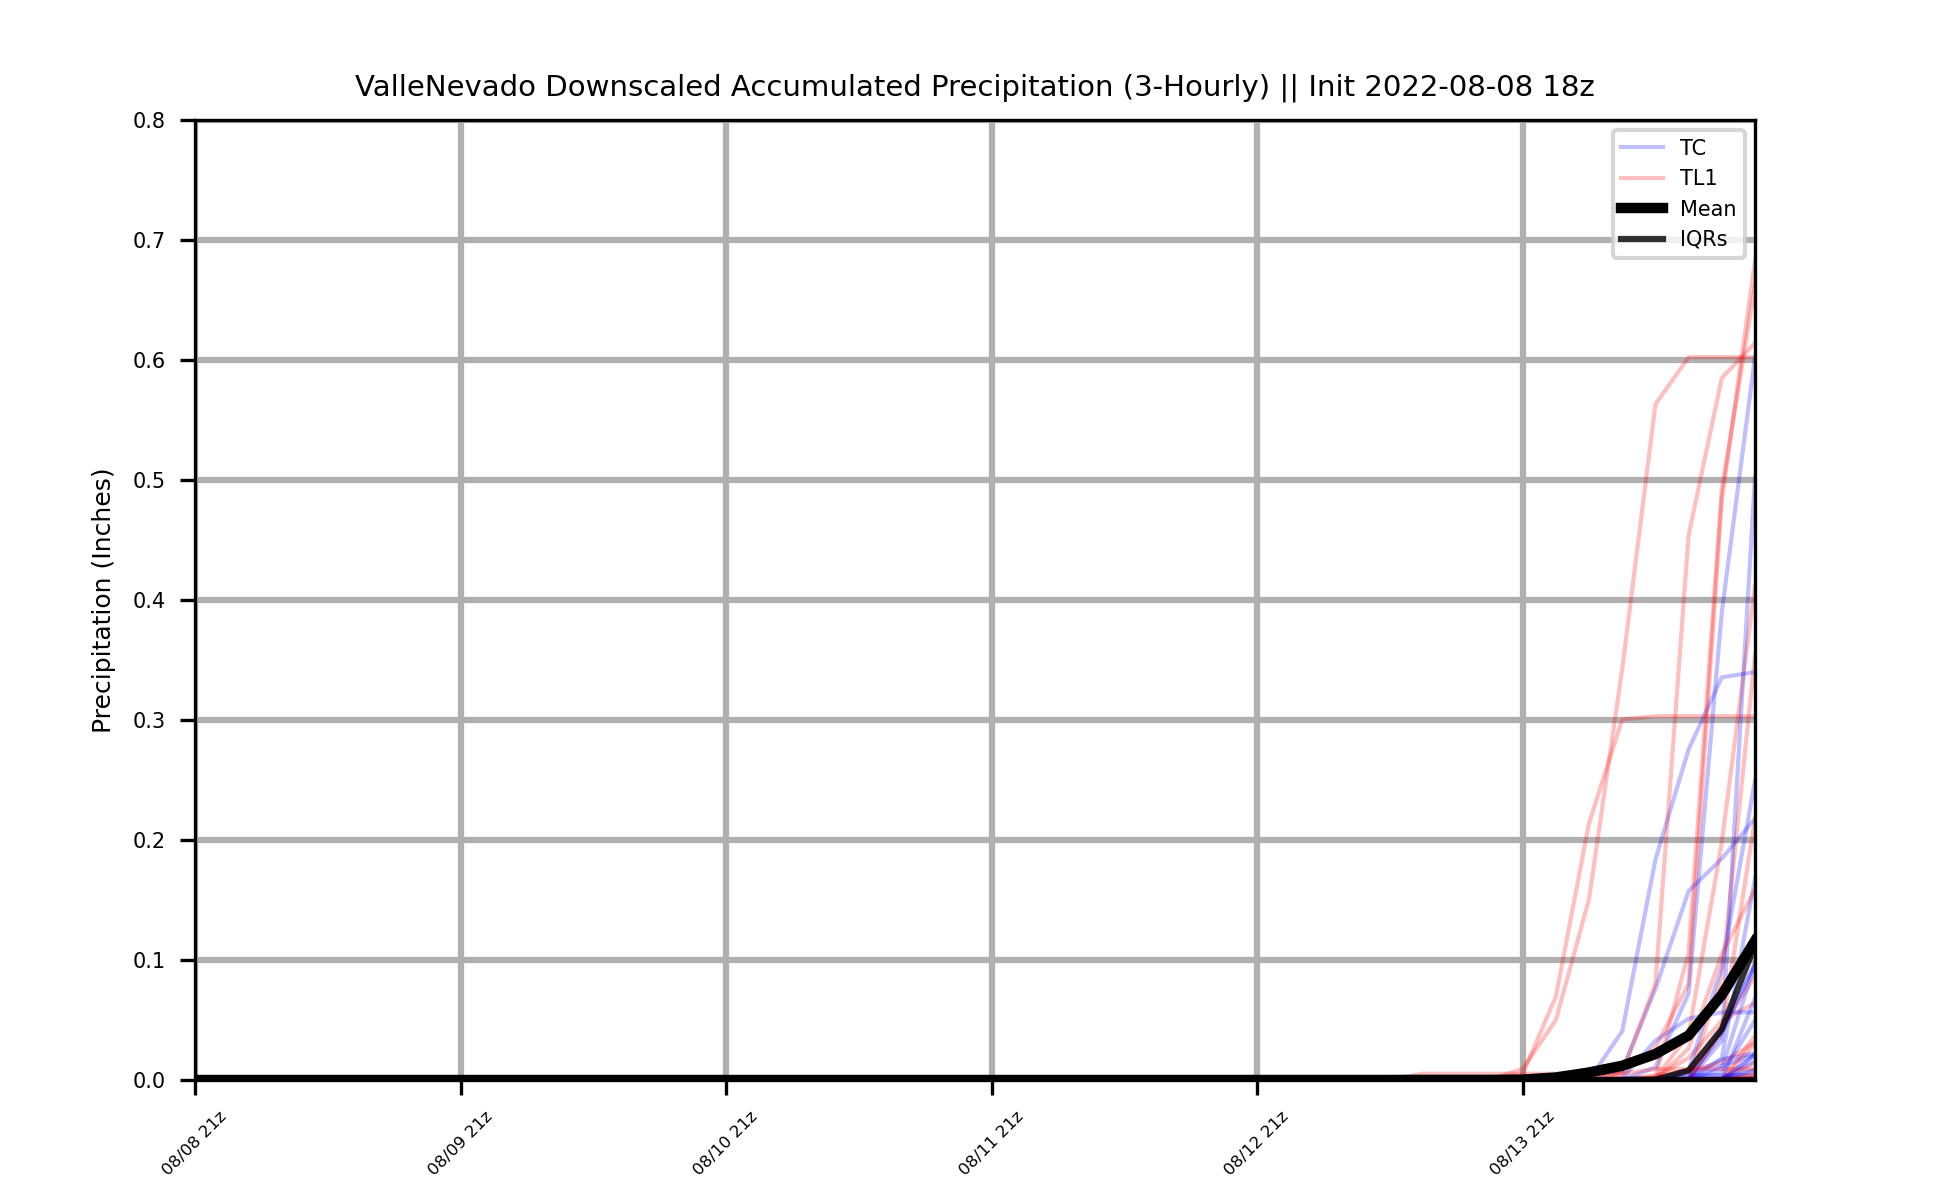 ValleNevado Downscaled Accumulated Precipitation (3-Hourly) || Init 2022-08-08 18z
Precipitation (Inches)
0.8
0.7
0.6
0.5
0.4
0.3
0.2
0.1
0.0
TC
TL1
Mean
IQRs
08/08 21z
08/09 21z
08/10 21z
08/11 21z
08/12 21z
08/13 21z